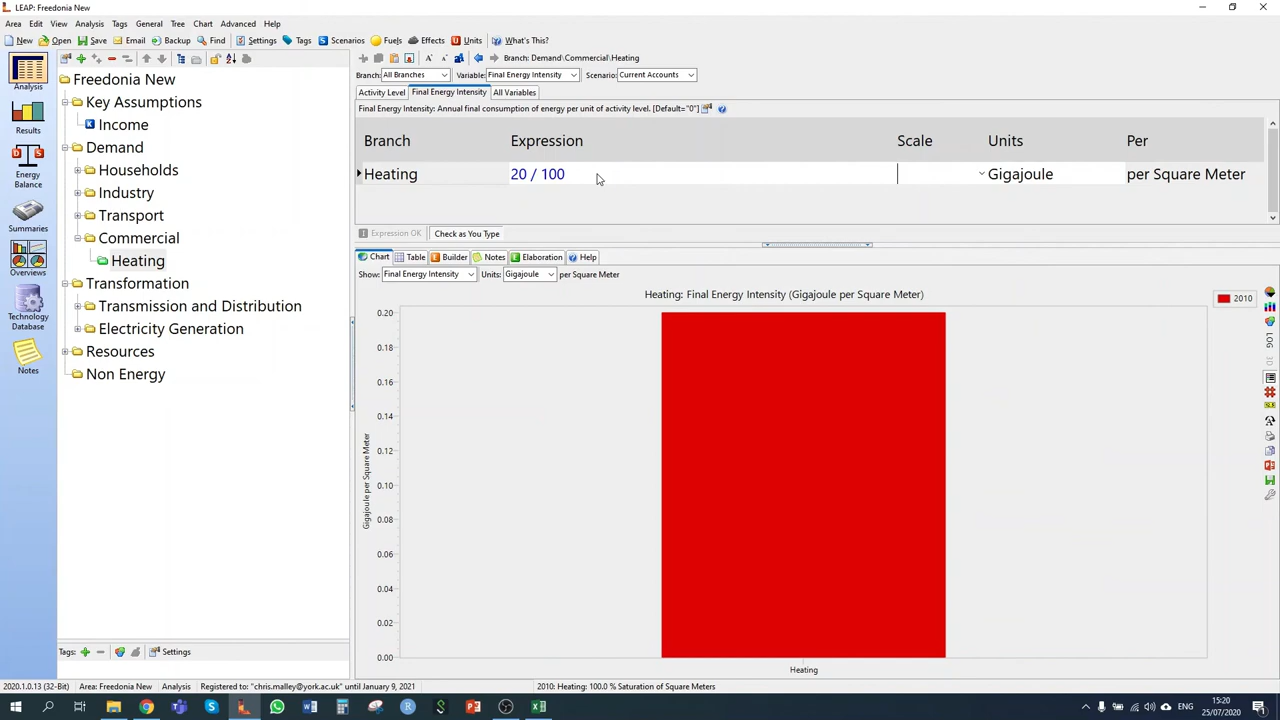 LEAP: Freedonia New
Area Edit View Analysis Tags General Tree Chart Advanced Help
New Open Save Email Backup Find Settings Tags Scenarios Fuels Effects Units What's This?
Branch: Demand\Commercial\Heating
Branch: All Branches Variable: Final Energy Intensity Scenario: Current Accounts
Activity Level Final Energy Intensity All Variables
Final Energy Intensity: Annual final consumption of energy per unit of activity level. [Default="0"]
Branch Expression Scale Units Per
Heating 20 / 100 Gigajoule per Square Meter
Expression OK Check as You Type
Chart Table Builder Notes Elaboration Help
Show: Final Energy Intensity Units: Gigajoule per Square Meter
Analysis
Results
Energy
Balance
Summaries
Overviews
Technology
Database
Notes
Freedonia New
Key Assumptions
Income
Demand
Households
Industry
Transport
Commercial
Heating
Transformation
Transmission and Distribution
Electricity Generation
Resources
Non Energy
Tags: Settings
Heating: Final Energy Intensity (Gigajoule per Square Meter)
2010
Gigajoule per Square Meter
0.20
0.18
0.16
0.14
0.12
0.10
0.08
0.06
0.04
0.02
0.00
Heating
LOG
2020.1.0.13 (32-Bit) Area: Freedonia New Analysis Registered to: "chris.malley@york.ac.uk" until January 9, 2021 2010: Heating: 100.0 % Saturation of Square Meters
15:20
25/07/2020